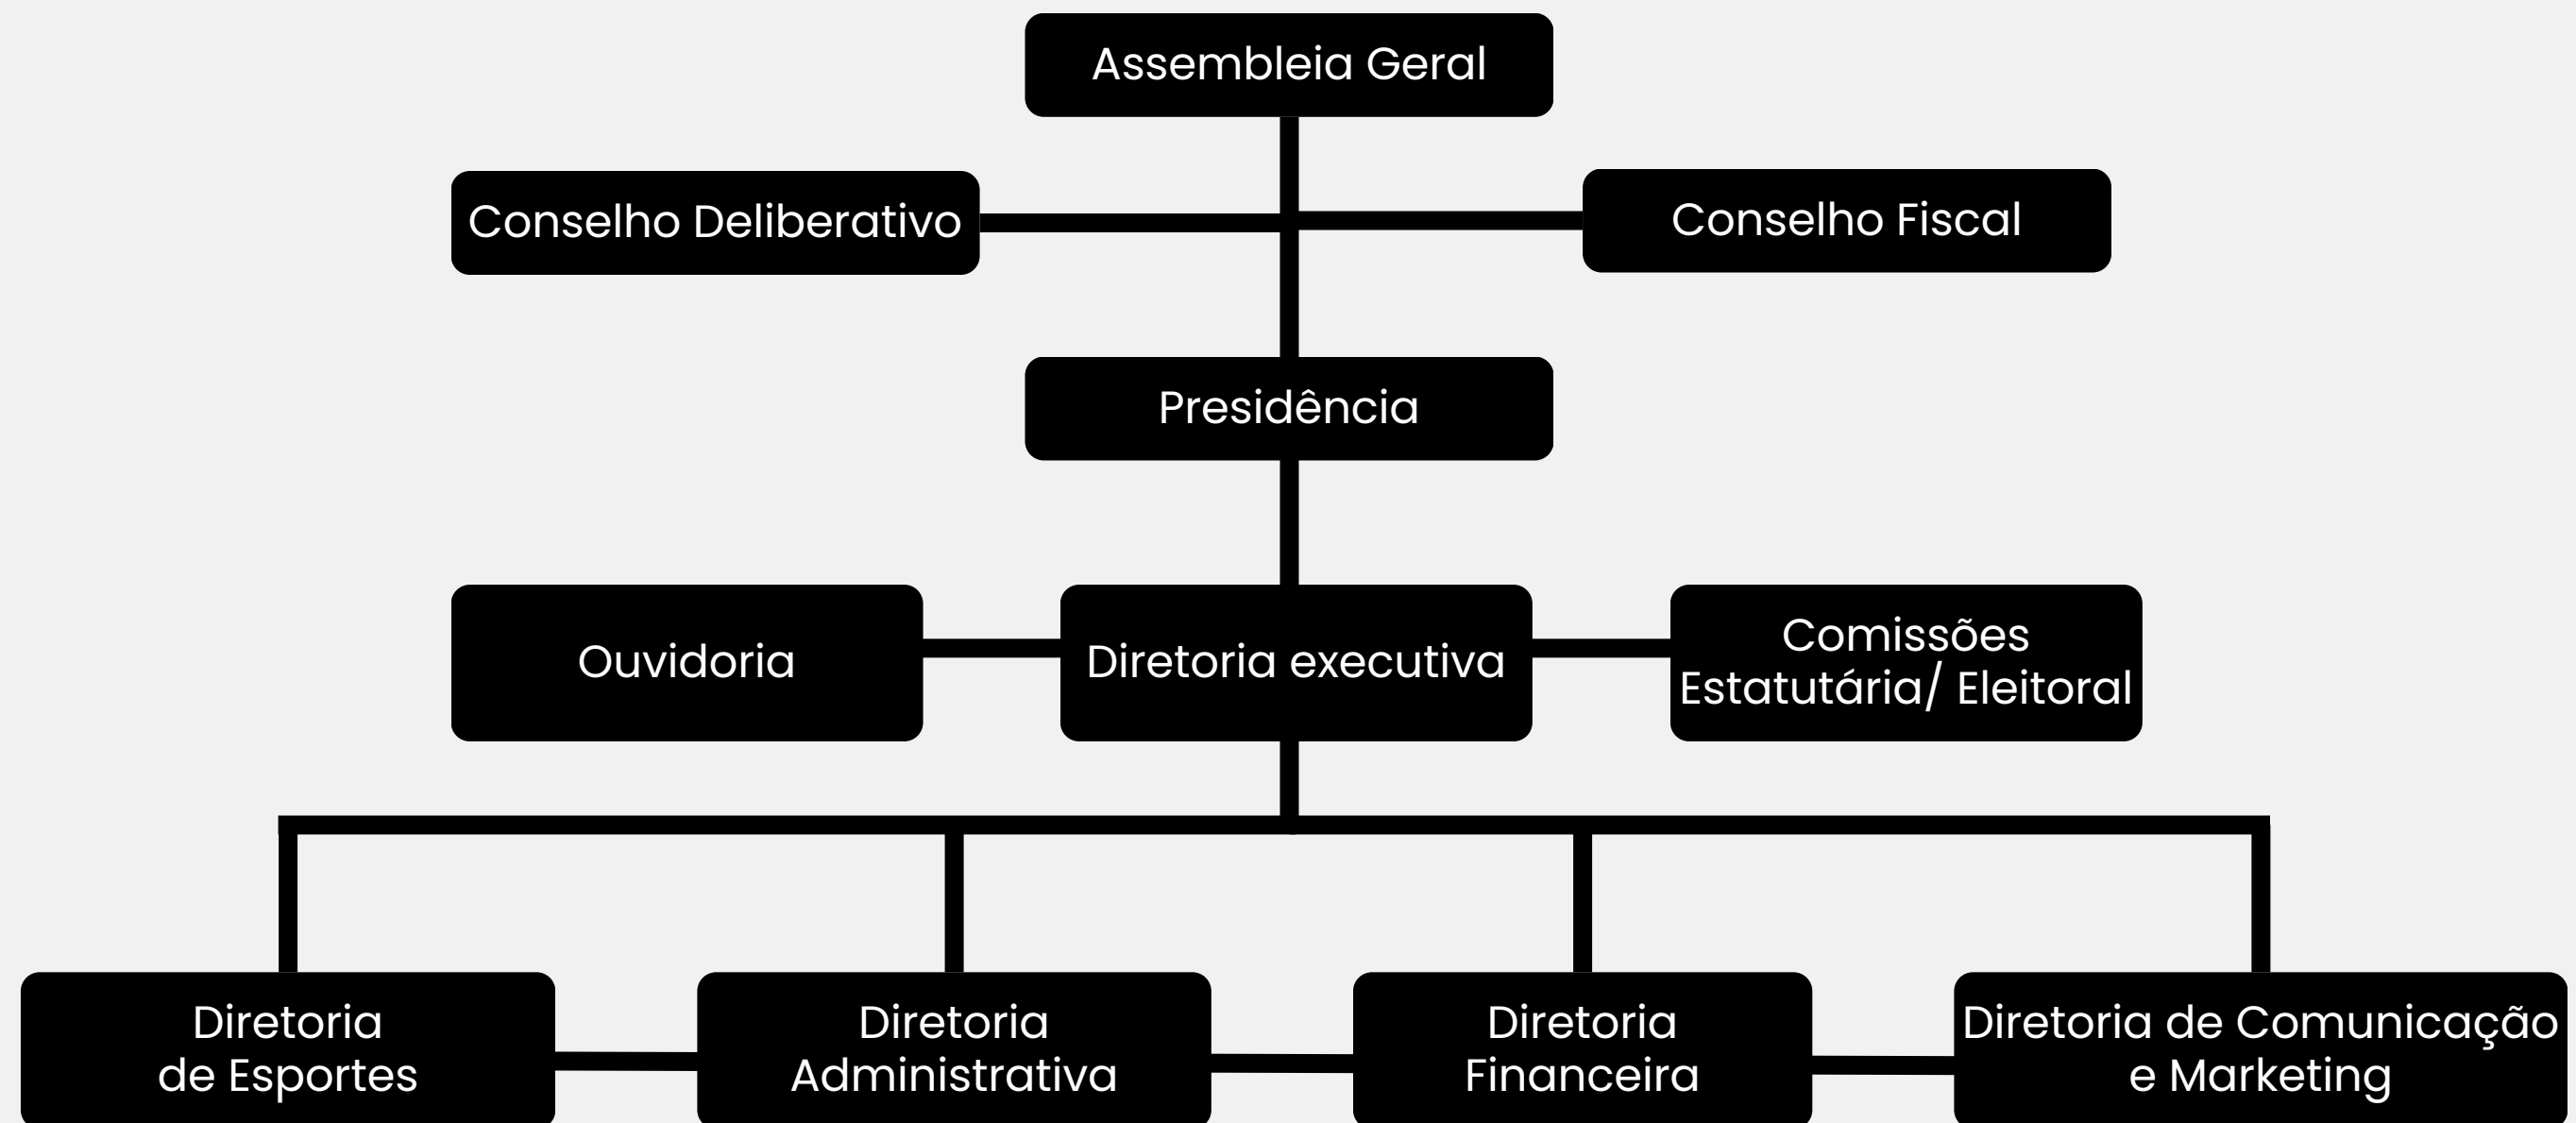 Assembleia Geral
Conselho Deliberativo
Conselho Fiscal
Presidência
Ouvidoria
Diretoria executiva
Comissões
Estatutária/ Eleitoral
Diretoria
de Esportes
Diretoria
Administrativa
Diretoria
Financeira
Diretoria de Comunicação
e Marketing